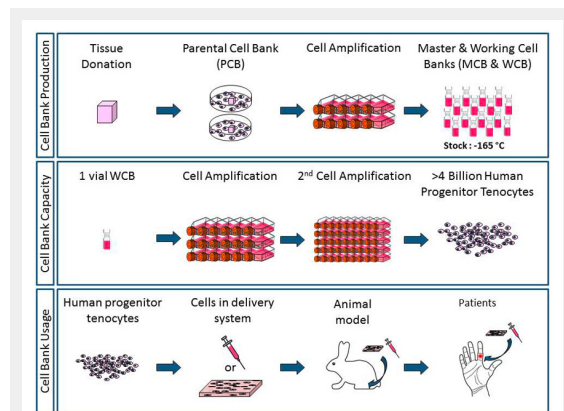 Cell Bank Production
Tissue
Donation
Parental Cell Bank
(PCB)
Cell Amplification
Master & Working Cell
Banks (MCB & WCB)
Stock : -165 °C
Cell Bank Capacity
1 vial WCB
Cell Amplification
2nd Cell Amplification
>4 Billion Human
Progenitor Tenocytes
Cell Bank Usage
Human progenitor
tenocytes
Cells in delivery
system
or
Animal
model
Patients